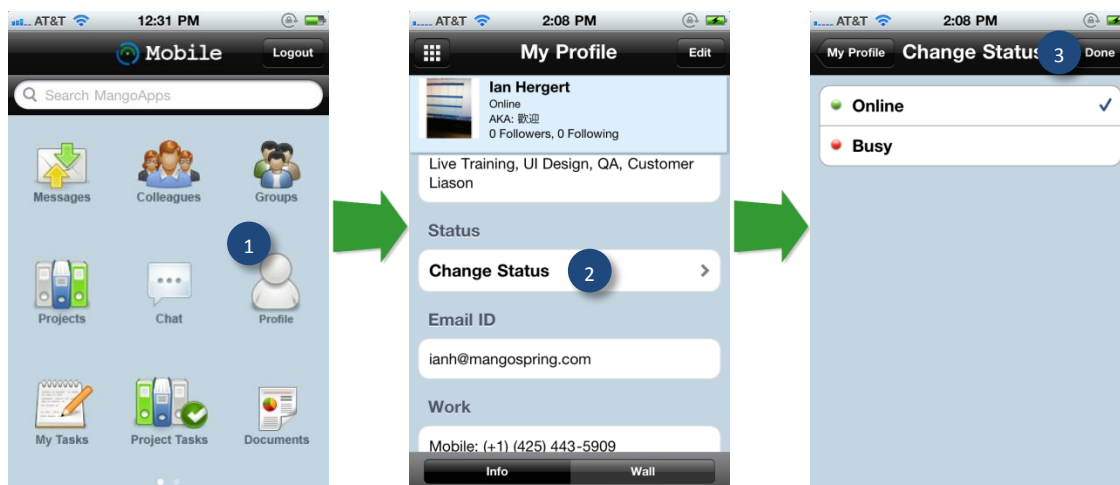 AT&T 12:31 PM
Mobile Logout
Search MangoApps
Messages Colleagues Groups
1
Projects Chat Profile
My Tasks Project Tasks Documents
AT&T 2:08 PM
My Profile Edit
Ian Hergert
Online
AKA: 歡迎
0 Followers, 0 Following
Live Training, UI Design, QA, Customer
Liason
Status
Change Status 2
Email ID
ianh@mangospring.com
Work
Mobile: (+1) (425) 443-5909
Info Wall
AT&T 2:08 PM
My Profile Change Status 3 Done
Online
Busy